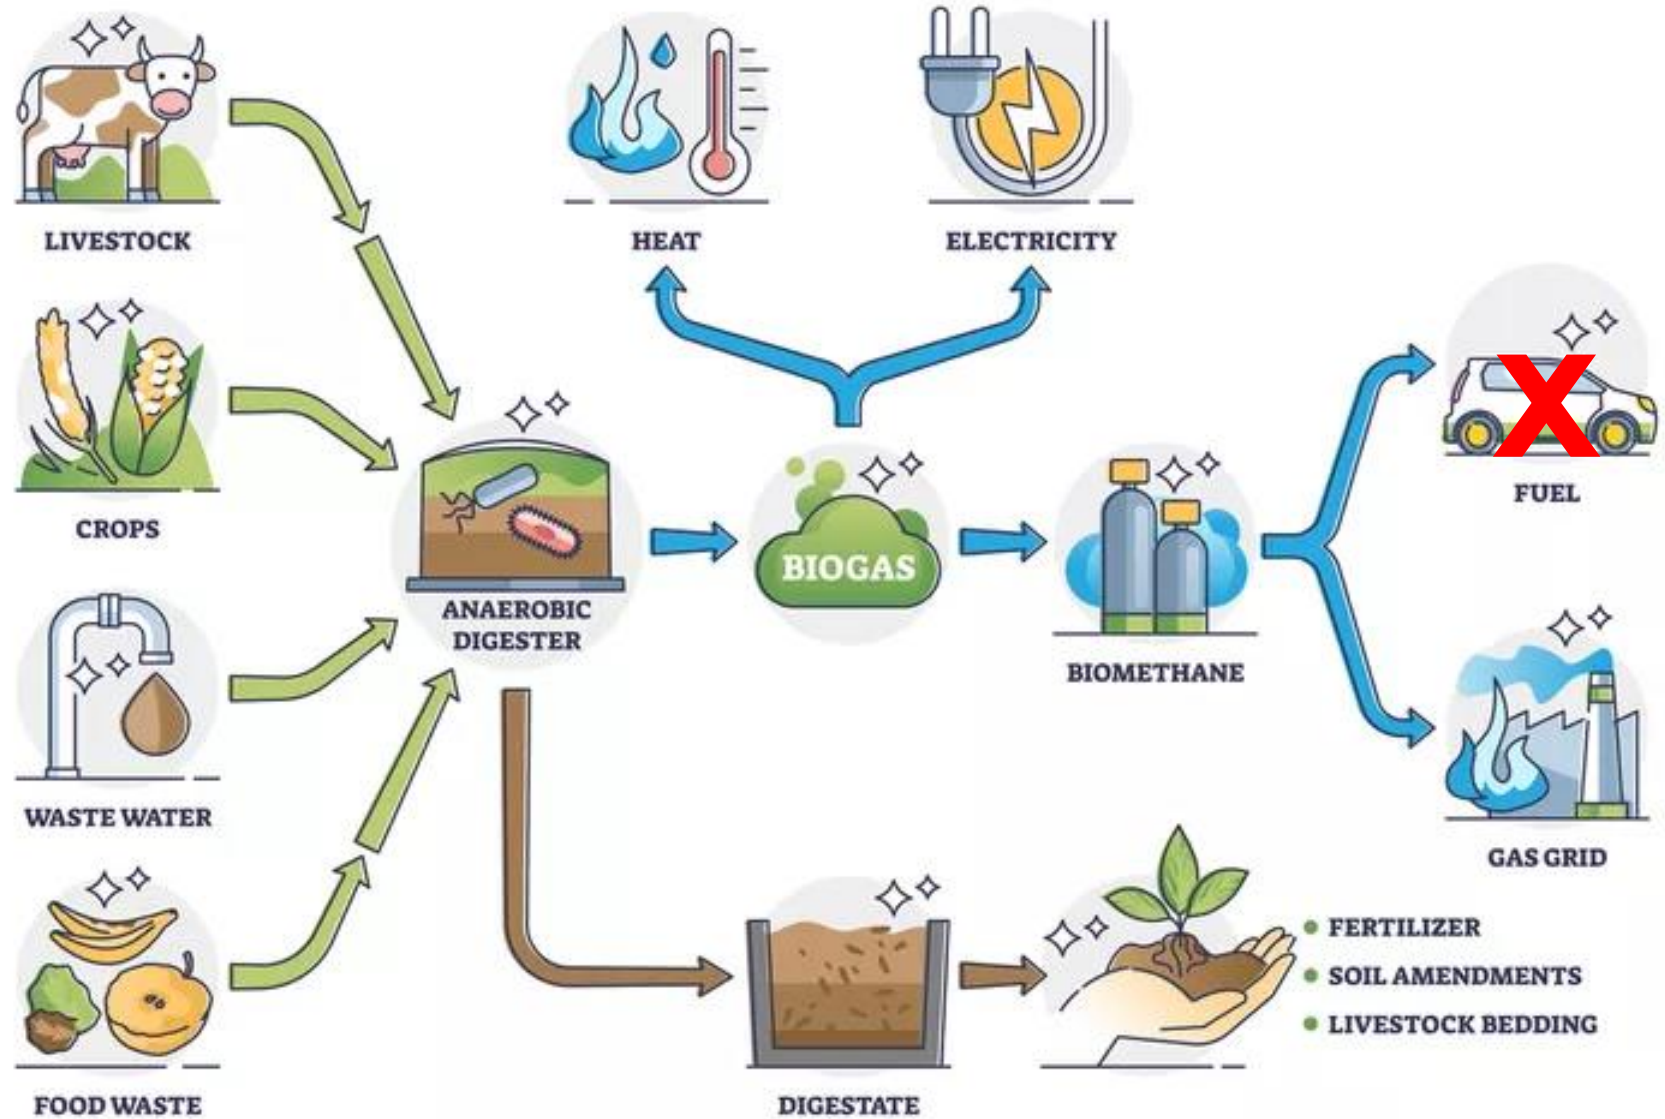 LIVESTOCK
HEAT
ELECTRICITY
CROPS
X
FUEL
BIOGAS
ANAEROBIC
DIGESTER
BIOMETHANE
WASTE WATER
GAS GRID
FERTILIZER
SOIL AMENDMENTS
LIVESTOCK BEDDING
FOOD WASTE
DIGESTATE